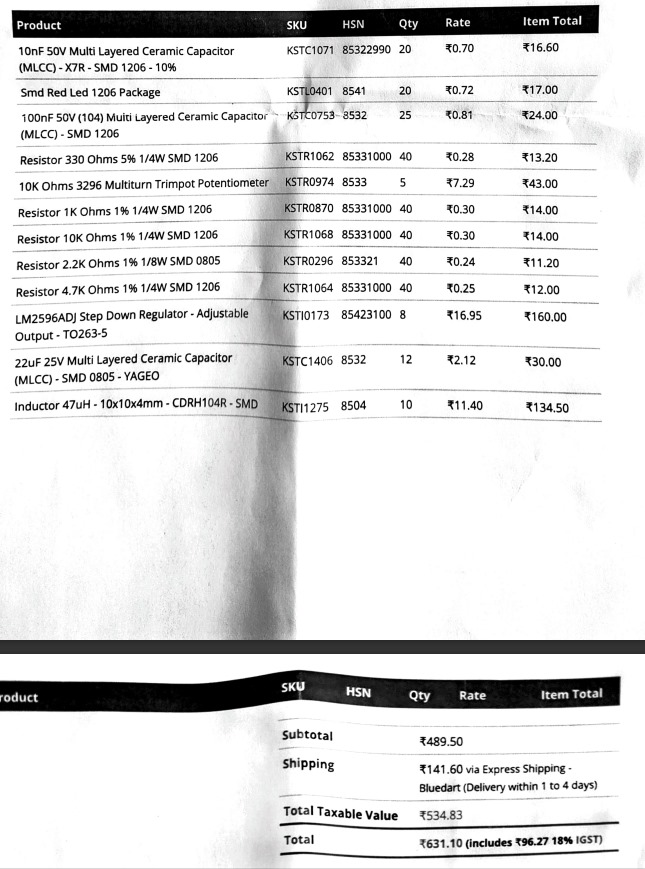 Product SKU HSN Qty Rate Item Total
10nF 50V Multi Layered Ceramic Capacitor KSTC1071 85322990 20 ₹0.70 ₹16.60
(MLCC) - X7R - SMD 1206 - 10%
Smd Red Led 1206 Package KSTL0401 8541 20 ₹0.72 ₹17.00
100nF 50V (104) Multi Layered Ceramic Capacitor KSTC0753 8532 25 ₹0.81 ₹24.00
(MLCC) - SMD 1206
Resistor 330 Ohms 5% 1/4W SMD 1206 KSTR1062 85331000 40 ₹0.28 ₹13.20
10K Ohms 3296 Multiturn Trimpot Potentiometer KSTR0974 8533 5 ₹7.29 ₹43.00
Resistor 1K Ohms 1% 1/4W SMD 1206 KSTR0870 85331000 40 ₹0.30 ₹14.00
Resistor 10K Ohms 1% 1/4W SMD 1206 KSTR1068 85331000 40 ₹0.30 ₹14.00
Resistor 2.2K Ohms 1% 1/8W SMD 0805 KSTR0296 853321 40 ₹0.24 ₹11.20
Resistor 4.7K Ohms 1% 1/4W SMD 1206 KSTR1064 85331000 40 ₹0.25 ₹12.00
LM2596ADJ Step Down Regulator - Adjustable KSTI0173 85423100 8 ₹16.95 ₹160.00
Output - TO263-5
22uF 25V Multi Layered Ceramic Capacitor KSTC1406 8532 12 ₹2.12 ₹30.00
(MLCC) - SMD 0805 - YAGEO
Inductor 47uH - 10x10x4mm - CDRH104R - SMD KSTI1275 8504 10 ₹11.40 ₹134.50
roduct SKU HSN Qty Rate Item Total
Subtotal ₹489.50
Shipping ₹141.60 via Express Shipping -
Bluedart (Delivery within 1 to 4 days)
Total Taxable Value ₹534.83
Total ₹631.10 (includes ₹96.27 18% IGST)